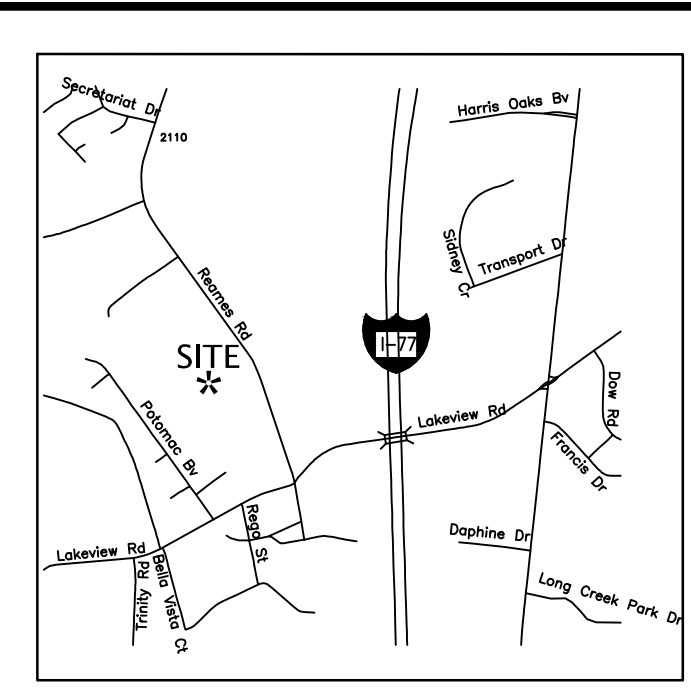 Secretariat Dr
2110
Harris Oaks Bv
Sidney Cr
Transport Dr
Reames Rd
I-77
SITE
*
Lakeview Rd
Dow Rd
Potomac Bv
Francis Dr
Rego St
Daphine Dr
Lakeview Rd
Trinity Rd
Bella Vista Ct
Long Creek Park Dr